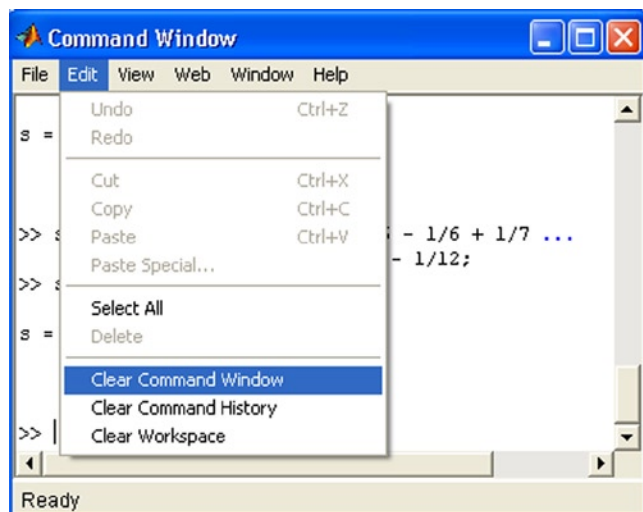 Command Window
File Edit View Web Window Help
Undo Ctrl+Z
s =
Redo
Cut Ctrl+X
Copy Ctrl+C
>> Paste Ctrl+V - 1/6 + 1/7 ...
Paste Special... - 1/12;
>>
Select All
s = Delete
Clear Command Window
Clear Command History
>> Clear Workspace
Ready